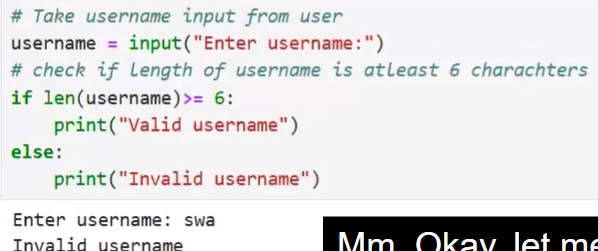 # Take username input from user
username = input("Enter username:")
# check if length of username is atleast 6 charachters
if len(username)>= 6:
    print("Valid username")
else:
    print("Invalid username")
Enter username: swa
Invalid username
Mm. Okay, let me